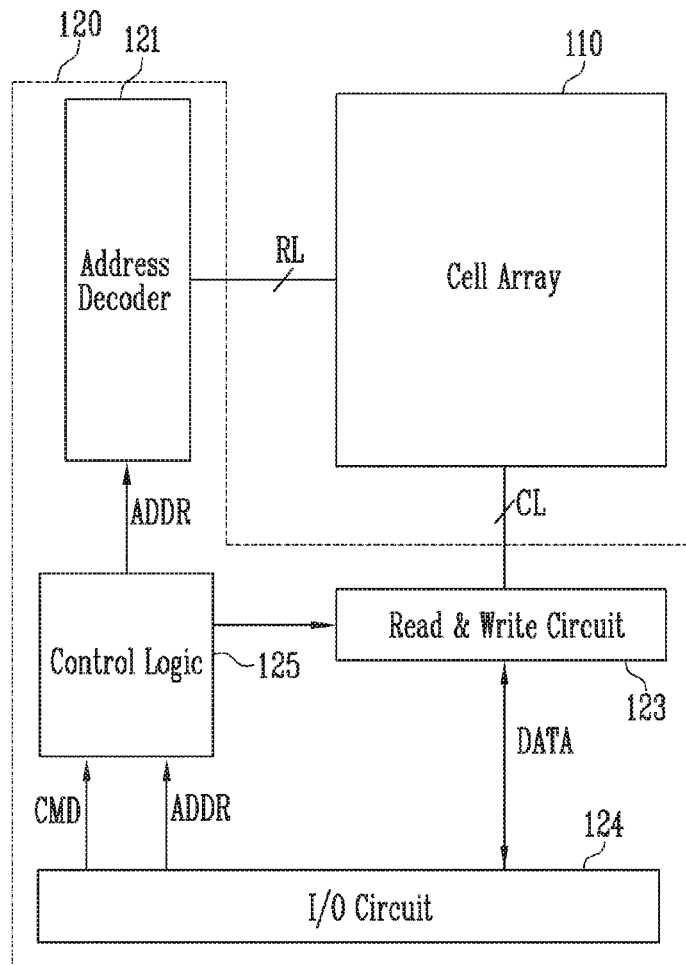 120
121
110
Address
Decoder
RL
Cell Array
ADDR
CL
Control Logic
125
Read & Write Circuit
123
DATA
CMD
ADDR
124
I/O Circuit